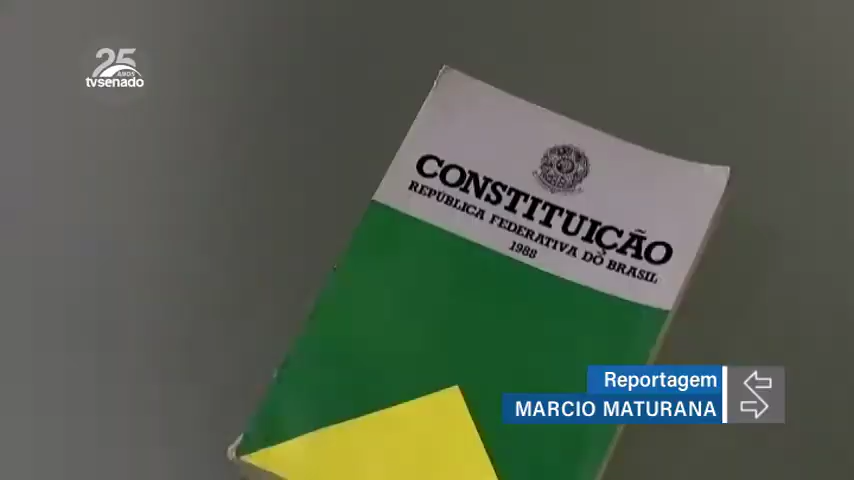 25
ANOS
tvsenado
CONSTITUIÇÃO
REPÚBLICA FEDERATIVA DO BRASIL
1988
Reportagem
MARCIO MATURANA